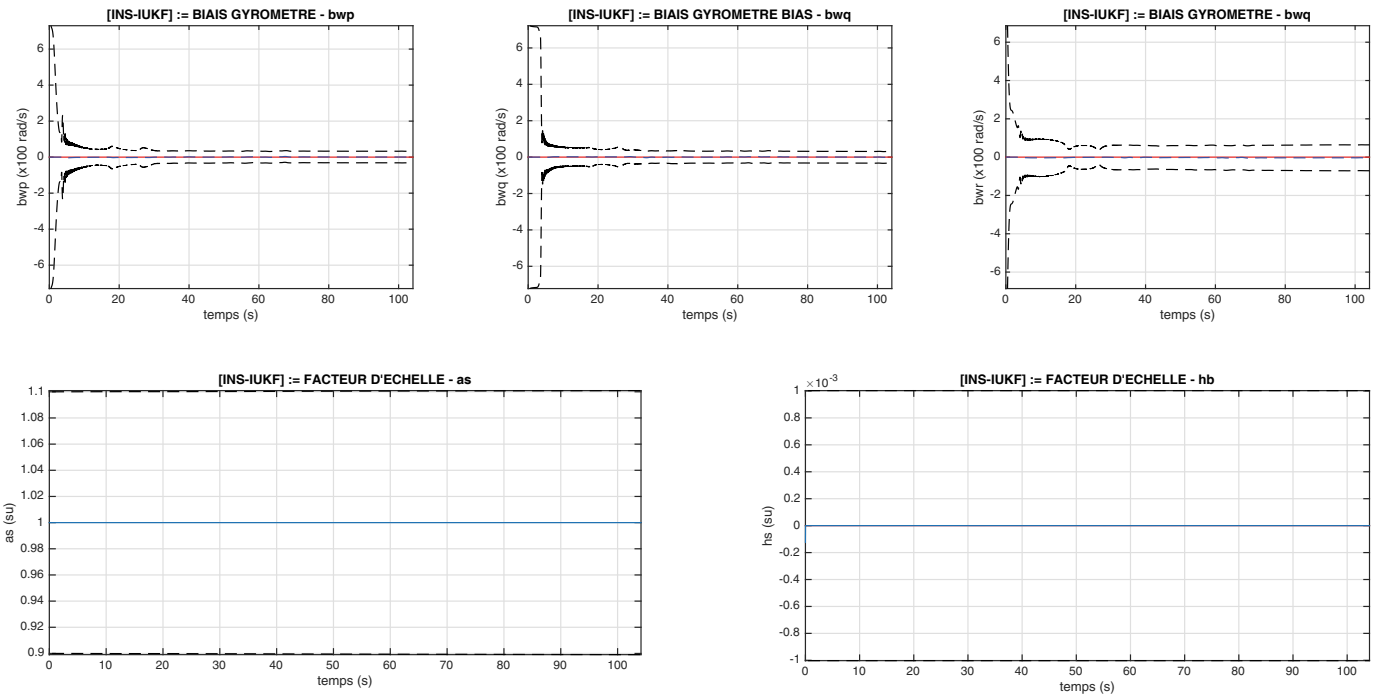 [INS-IUKF] := BIAIS GYROMETRE - bwp
6
4
2
0
-2
-4
-6
bwp (x100 rad/s)
0 20 40 60 80 100
temps (s)
[INS-IUKF] := BIAIS GYROMETRE BIAS - bwq
6
4
2
0
-2
-4
-6
bwq (x100 rad/s)
0 20 40 60 80 100
temps (s)
[INS-IUKF] := BIAIS GYROMETRE - bwq
6
4
2
0
-2
-4
-6
bwr (x100 rad/s)
0 20 40 60 80 100
temps (s)
[INS-IUKF] := FACTEUR D'ECHELLE - as
1.1
1.08
1.06
1.04
1.02
1
0.98
0.96
0.94
0.92
0.9
as (su)
0 10 20 30 40 50 60 70 80 90 100
temps (s)
[INS-IUKF] := FACTEUR D'ECHELLE - hb
×10⁻³
1
0.8
0.6
0.4
0.2
0
-0.2
-0.4
-0.6
-0.8
-1
hs (su)
0 10 20 30 40 50 60 70 80 90 100
temps (s)